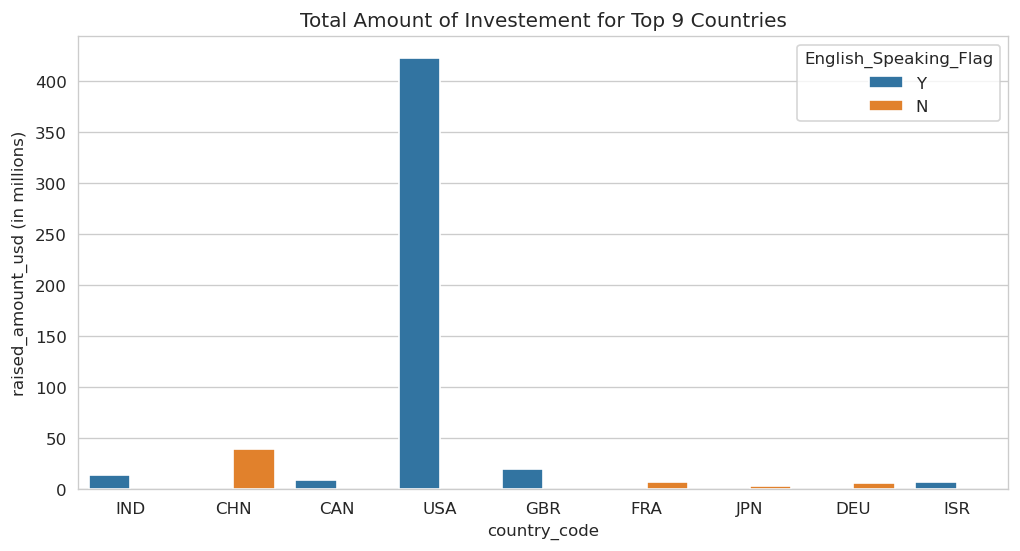 Total Amount of Investement for Top 9 Countries
English_Speaking_Flag
Y
N
raised_amount_usd (in millions)
400
350
300
250
200
150
100
50
0
IND CHN CAN USA GBR FRA JPN DEU ISR
country_code